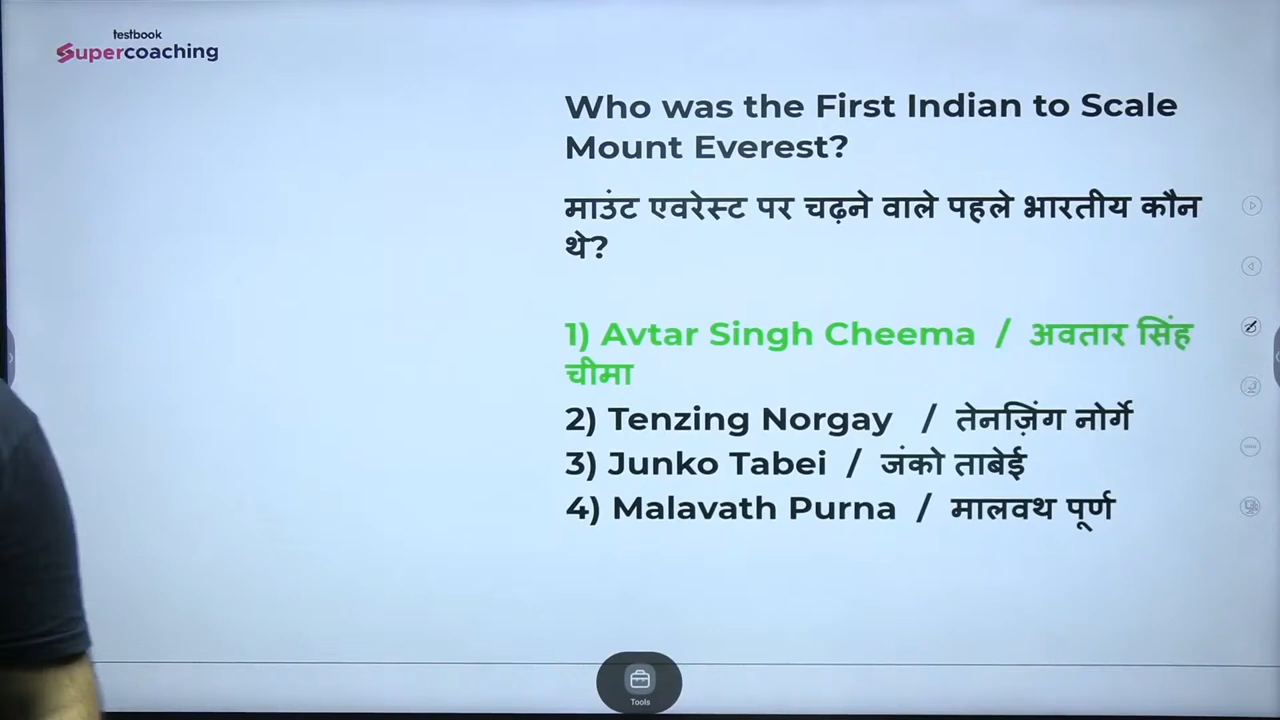 testbook
Supercoaching
Who was the First Indian to Scale
Mount Everest?
माउंट एवरेस्ट पर चढ़ने वाले पहले भारतीय कौन
थे?
1) Avtar Singh Cheema / अवतार सिंह
चीमा
2) Tenzing Norgay / तेनज़िंग नोर्गे
3) Junko Tabei / जंको ताबेई
4) Malavath Purna / मालवथ पूर्ण
Tools